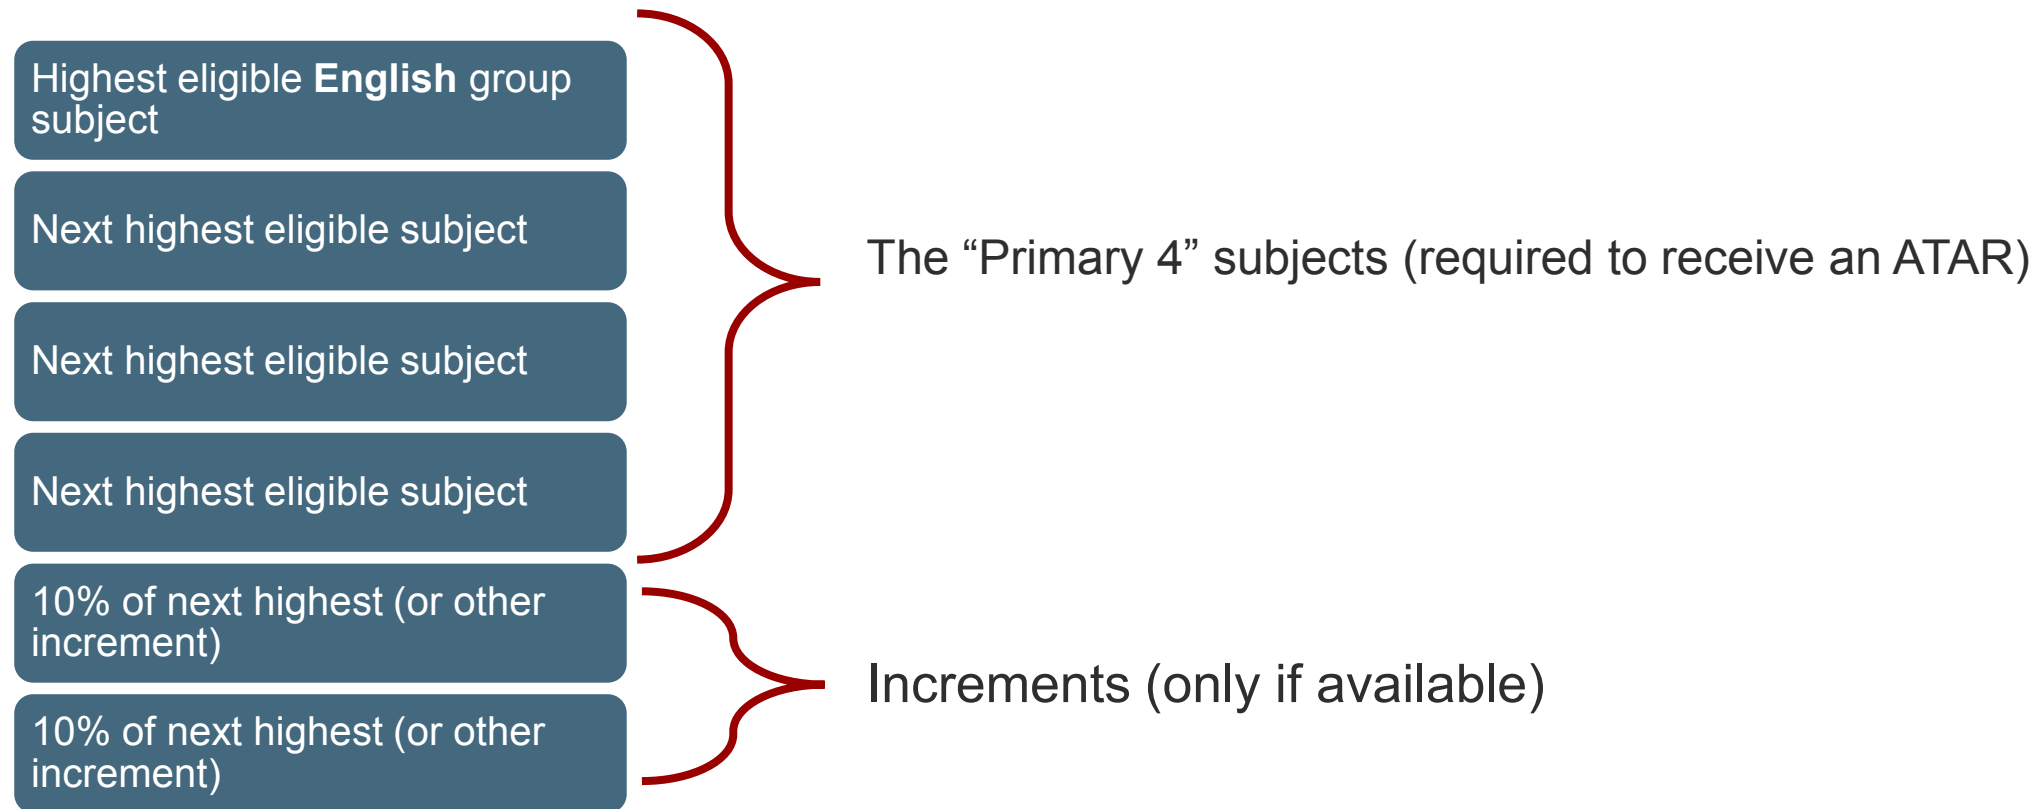 Highest eligible English group
subject
Next highest eligible subject
The “Primary 4” subjects (required to receive an ATAR)
Next highest eligible subject
Next highest eligible subject
10% of next highest (or other
increment)
Increments (only if available)
10% of next highest (or other
increment)